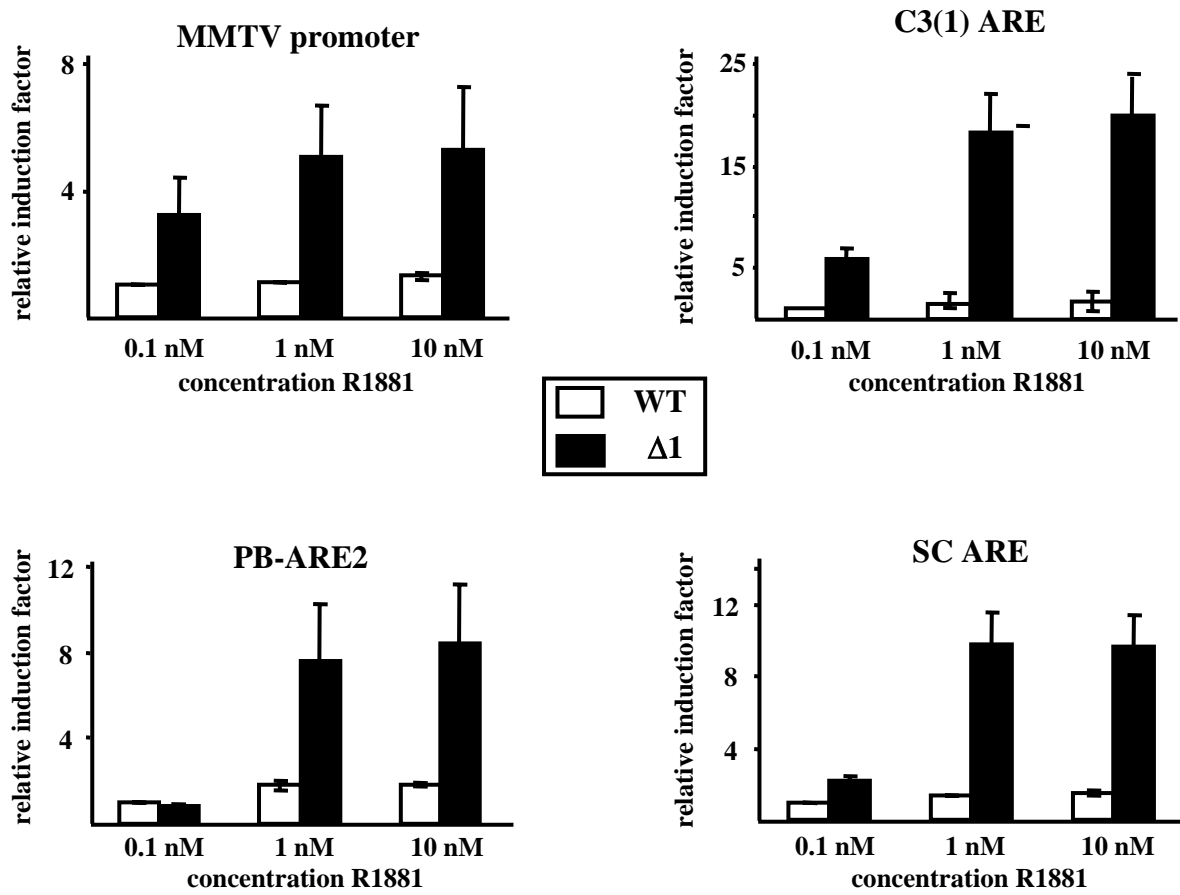 MMTV promoter
relative induction factor
8
4
0.1 nM 1 nM 10 nM
concentration R1881
C3(1) ARE
relative induction factor
25
15
5
0.1 nM 1 nM 10 nM
concentration R1881
WT
Δ1
PB-ARE2
relative induction factor
12
8
4
0.1 nM 1 nM 10 nM
concentration R1881
SC ARE
relative induction factor
12
8
4
0.1 nM 1 nM 10 nM
concentration R1881